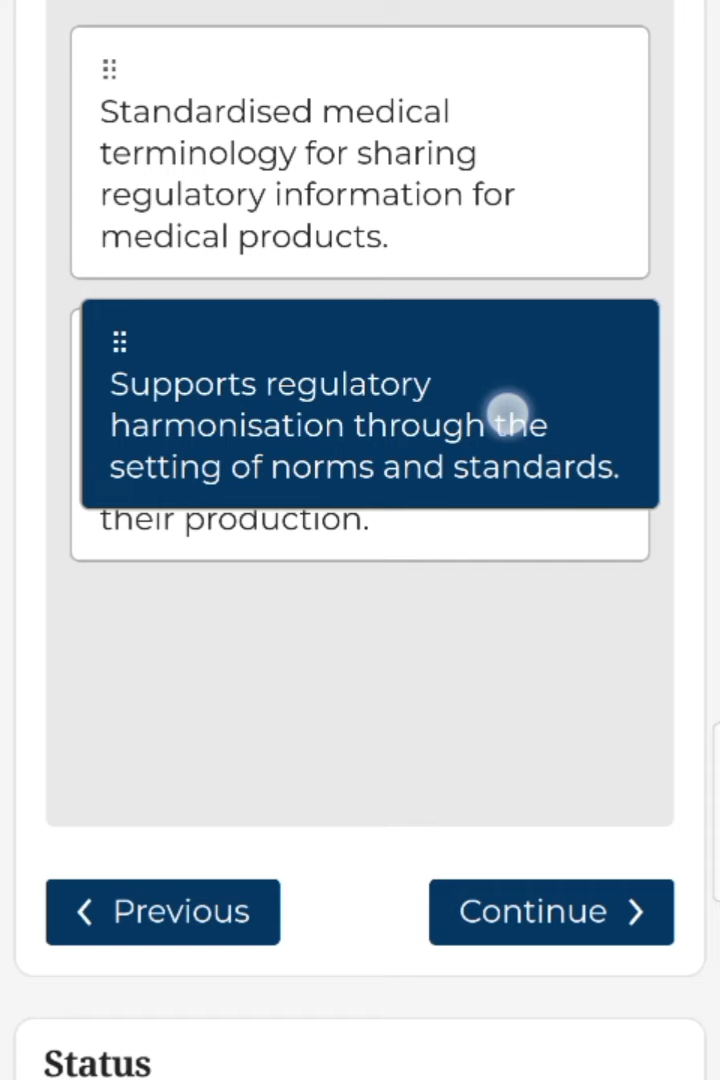 Standardised medical
terminology for sharing
regulatory information for
medical products.
Supports regulatory
harmonisation through the
setting of norms and standards.
their production.
Previous
Continue
Status